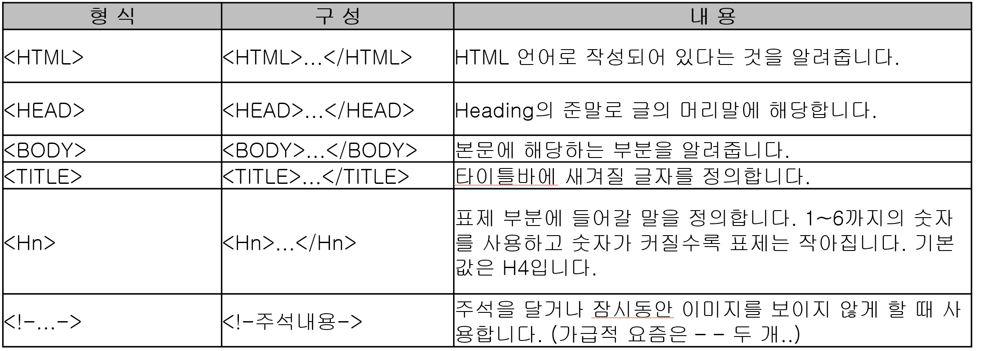 형 식 구 성 내 용
<HTML> <HTML>...</HTML> HTML 언어로 작성되어 있다는 것을 알려줍니다.
<HEAD> <HEAD>...</HEAD> Heading의 준말로 글의 머리말에 해당합니다.
<BODY> <BODY>...</BODY> 본문에 해당하는 부분을 알려줍니다.
<TITLE> <TITLE>...</TITLE> 타이틀바에 새겨질 글자를 정의합니다.
<Hn> <Hn>...</Hn> 표제 부분에 들어갈 말을 정의합니다. 1~6까지의 숫자
를 사용하고 숫자가 커질수록 표제는 작아집니다. 기본
값은 H4입니다.
<!-...-> <!-주석내용-> 주석을 달거나 잠시동안 이미지를 보이지 않게 할 때 사
용합니다. (가급적 요즘은 - - 두 개..)